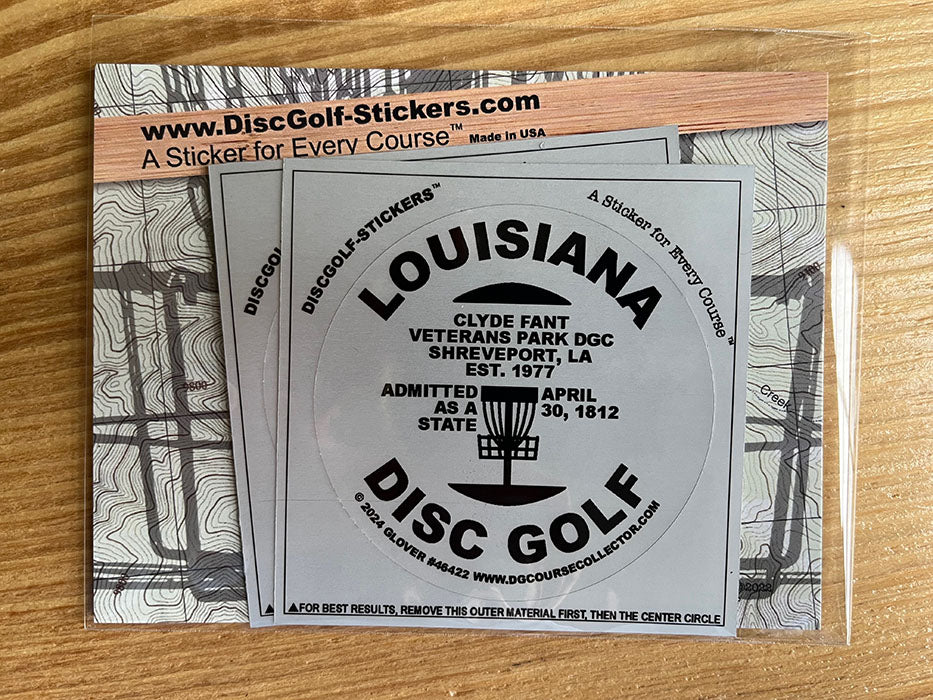 www.DiscGolf-Stickers.com
A Sticker for Every Course™ Made in USA
DISCGOL
DISCGOLF-STICKERS™
A Sticker for Every Course™
LOUISIANA
CLYDE FANT
VETERANS PARK DGC
SHREVEPORT, LA
EST. 1977
ADMITTED
AS A
STATE
APRIL
30, 1812
DISC GOLF
© 2024 GLOVER #46422 WWW.DGCOURSECOLLECTOR.COM
▲FOR BEST RESULTS, REMOVE THIS OUTER MATERIAL FIRST, THEN THE CENTER CIRCLE
9800
Creek